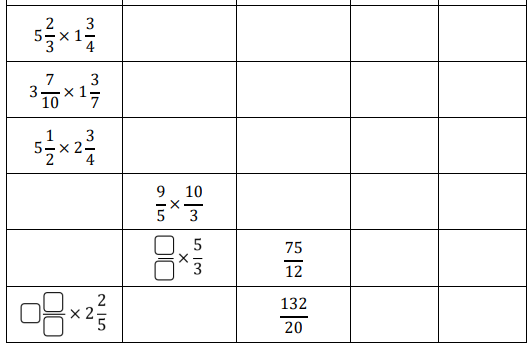 5 2/3 × 1 3/4
3 7/10 × 1 3/7
5 1/2 × 2 3/4
9/5 × 10/3
□/□ × 5/3 75/12
□ □/□ × 2 2/5 132/20